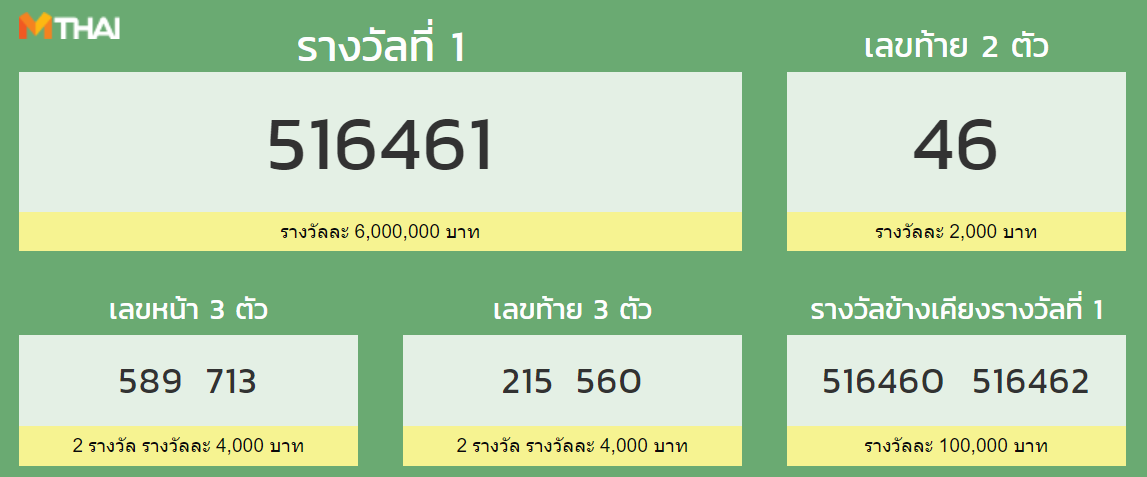 MTHAI
รางวัลที่ 1
เลขท้าย 2 ตัว
516461
46
รางวัลละ 6,000,000 บาท
รางวัลละ 2,000 บาท
เลขหน้า 3 ตัว
เลขท้าย 3 ตัว
รางวัลข้างเคียงรางวัลที่ 1
589 713
215 560
516460 516462
2 รางวัล รางวัลละ 4,000 บาท
2 รางวัล รางวัลละ 4,000 บาท
รางวัลละ 100,000 บาท